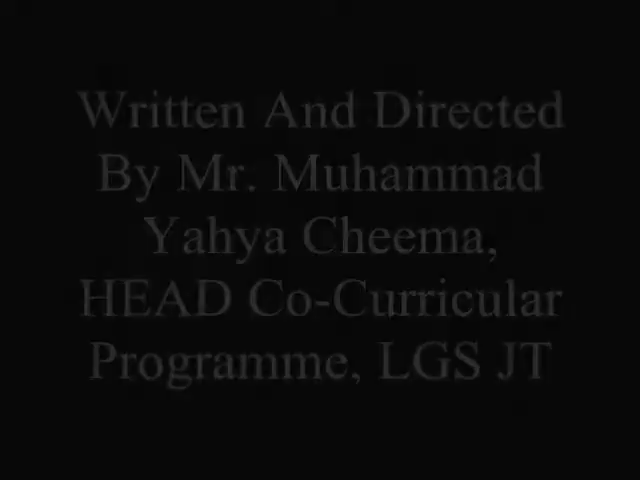 Written And Directed
By Mr. Muhammad
Yahya Cheema,
HEAD Co-Curricular
Programme, LGS JT